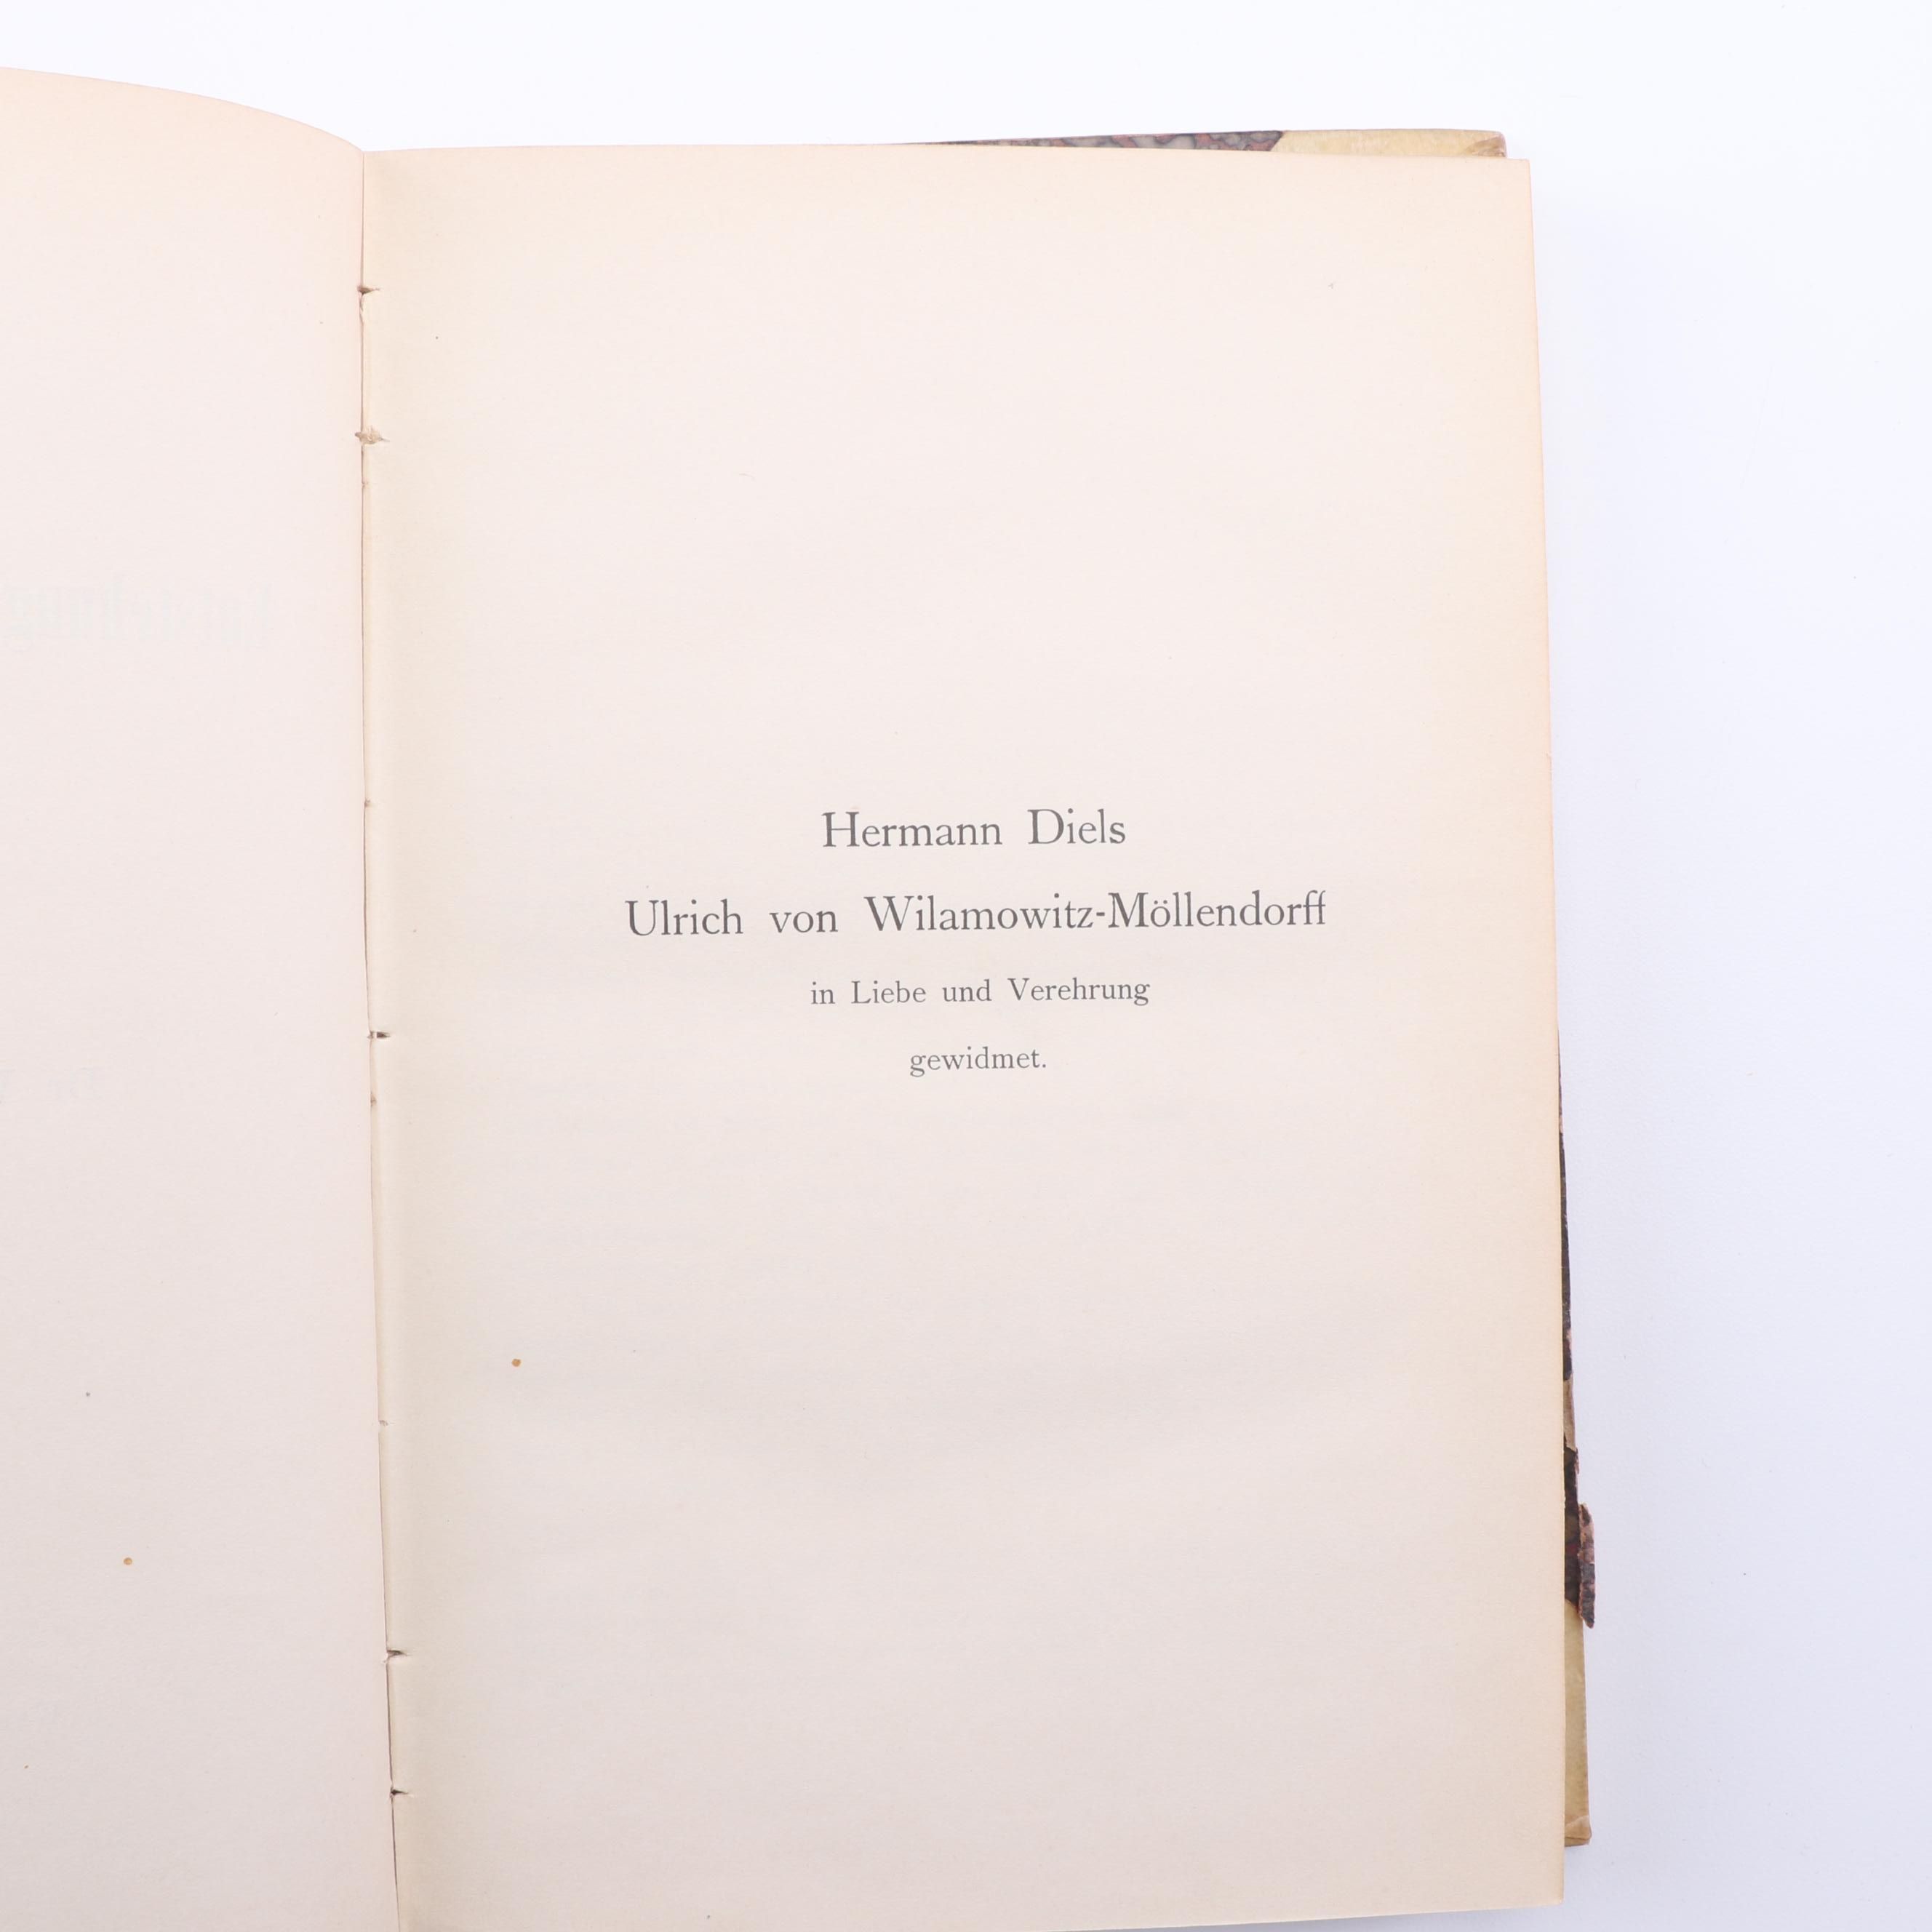 Hermann Diels
Ulrich von Wilamowitz-Möllendorff
in Liebe und Verehrung
gewidmet.